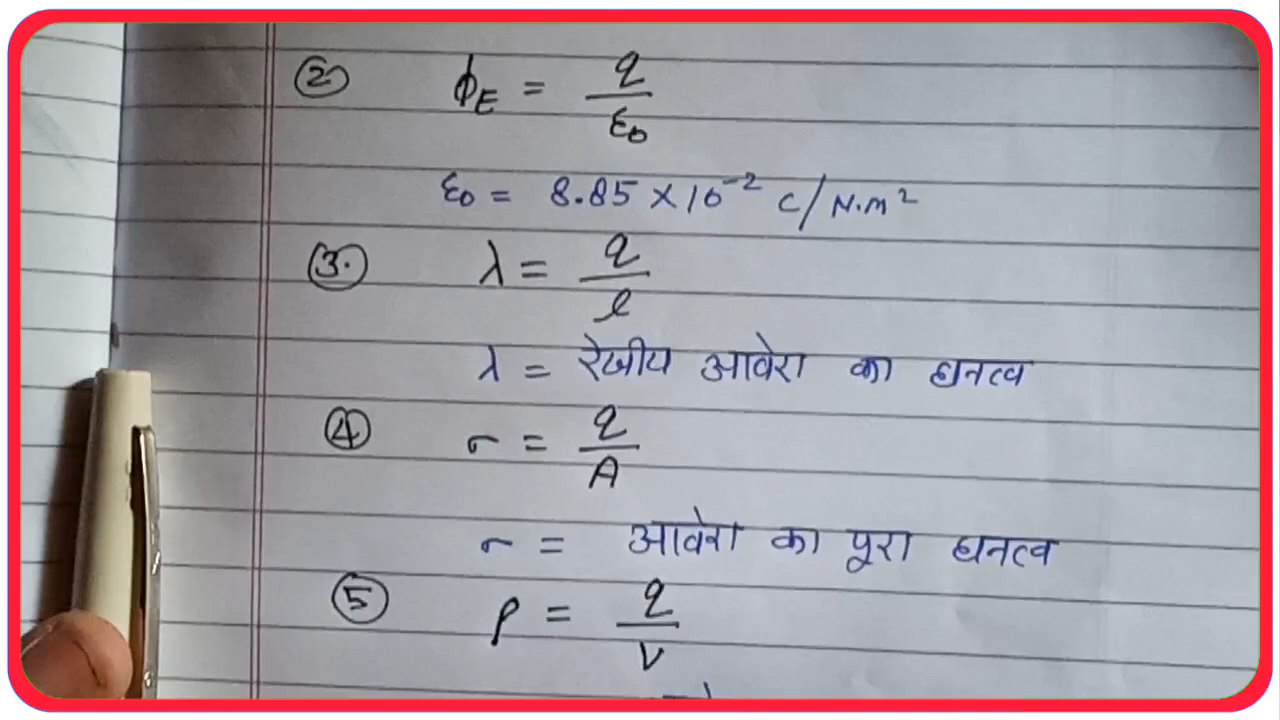 ② ϕE = q/ε0
ε0 = 8.85 × 10⁻² C/N.m²
③. λ = q/l
λ = रेखीय आवेश का घनत्व
④ σ = q/A
σ = आवेश का पूरा घनत्व
⑤ ρ = q/V